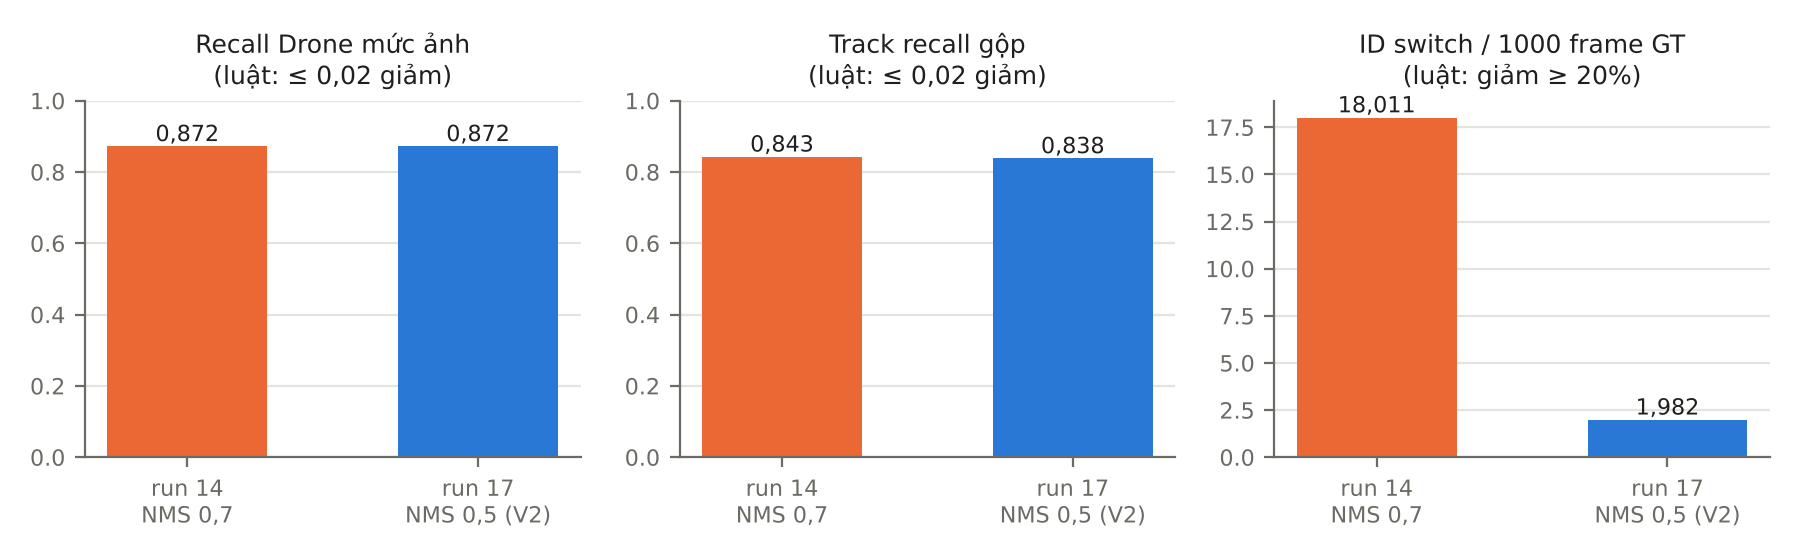 Recall Drone mức ảnh
(luật: ≤ 0,02 giảm)
1.0
0.8
0.6
0.4
0.2
0.0
0,872
0,872
run 14
NMS 0,7
run 17
NMS 0,5 (V2)
Track recall gộp
(luật: ≤ 0,02 giảm)
1.0
0.8
0.6
0.4
0.2
0.0
0,843
0,838
run 14
NMS 0,7
run 17
NMS 0,5 (V2)
ID switch / 1000 frame GT
(luật: giảm ≥ 20%)
17.5
15.0
12.5
10.0
7.5
5.0
2.5
0.0
18,011
1,982
run 14
NMS 0,7
run 17
NMS 0,5 (V2)